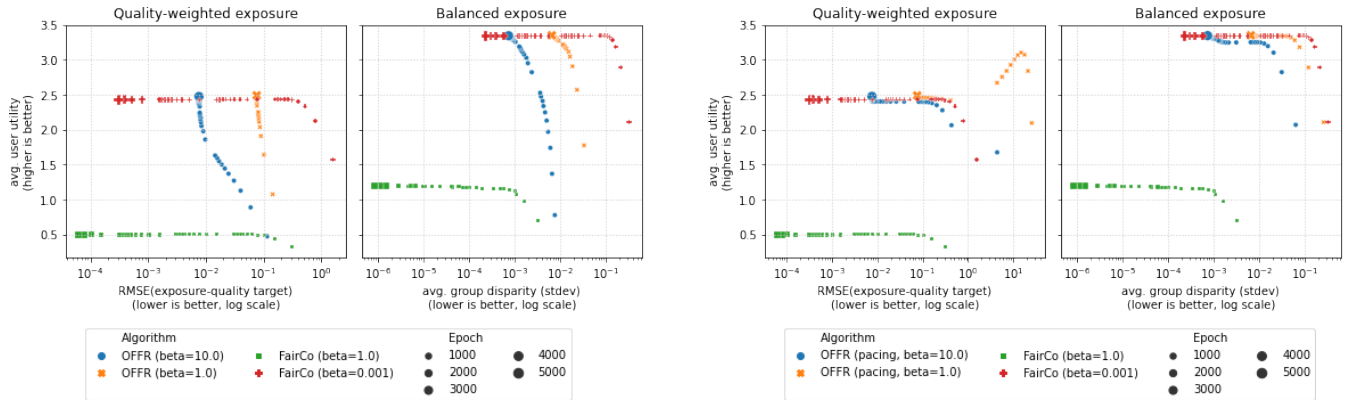 Quality-weighted exposure
Balanced exposure
3.5
3.0
2.5
2.0
1.5
1.0
0.5
avg. user utility
(higher is better)
10⁻⁴ 10⁻³ 10⁻² 10⁻¹ 10⁰
10⁻⁶ 10⁻⁵ 10⁻⁴ 10⁻³ 10⁻² 10⁻¹
RMSE(exposure-quality target)
(lower is better, log scale)
avg. group disparity (stdev)
(lower is better, log scale)
Algorithm
OFFR (beta=10.0)
OFFR (beta=1.0)
FairCo (beta=1.0)
FairCo (beta=0.001)
Epoch
1000
2000
3000
4000
5000
Quality-weighted exposure
Balanced exposure
3.5
3.0
2.5
2.0
1.5
1.0
0.5
avg. user utility
(higher is better)
10⁻⁴ 10⁻³ 10⁻² 10⁻¹ 10⁰ 10¹
10⁻⁶ 10⁻⁵ 10⁻⁴ 10⁻³ 10⁻² 10⁻¹
RMSE(exposure-quality target)
(lower is better, log scale)
avg. group disparity (stdev)
(lower is better, log scale)
Algorithm
OFFR (pacing, beta=10.0)
OFFR (pacing, beta=1.0)
FairCo (beta=1.0)
FairCo (beta=0.001)
Epoch
1000
2000
3000
4000
5000